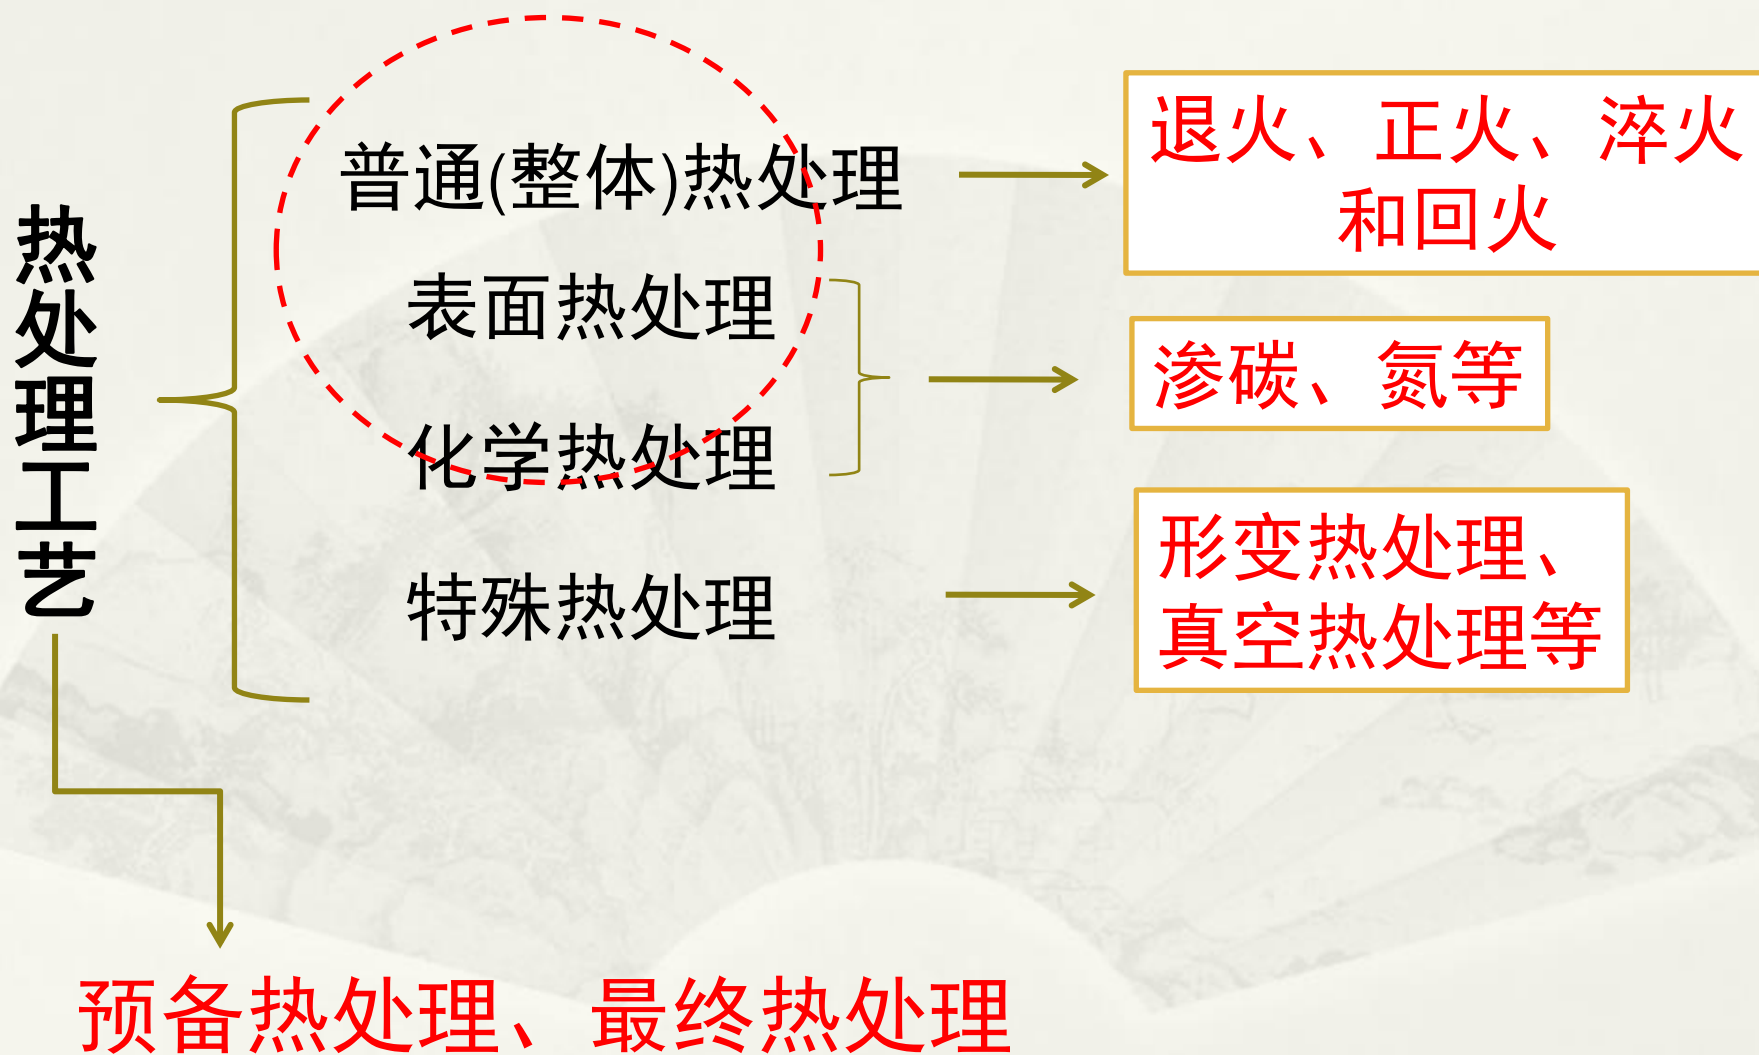 热处理工艺
普通(整体)热处理
退火、正火、淬火
和回火
表面热处理
化学热处理
渗碳、氮等
特殊热处理
形变热处理、
真空热处理等
预备热处理、最终热处理